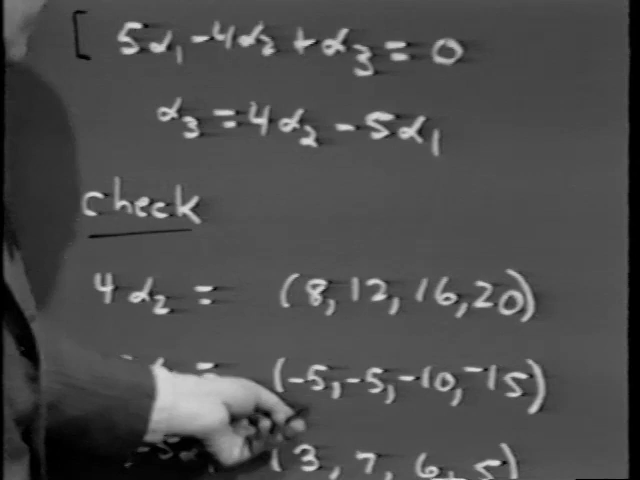 [ 5α₁-4α₂+α₃=0
α₃=4α₂-5α₁
check
4α₂ = (8,12,16,20)
= (-5,-5,-10,-15)
(3,7,6,5)